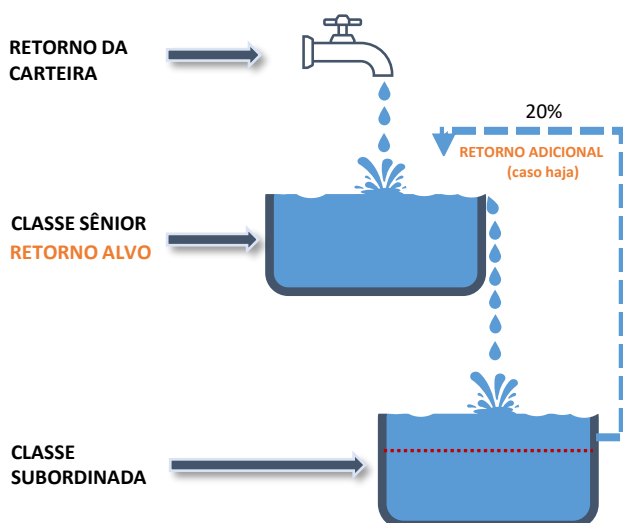 RETORNO DA
CARTEIRA
20%
RETORNO ADICIONAL
(caso haja)
CLASSE SÊNIOR
RETORNO ALVO
CLASSE
SUBORDINADA